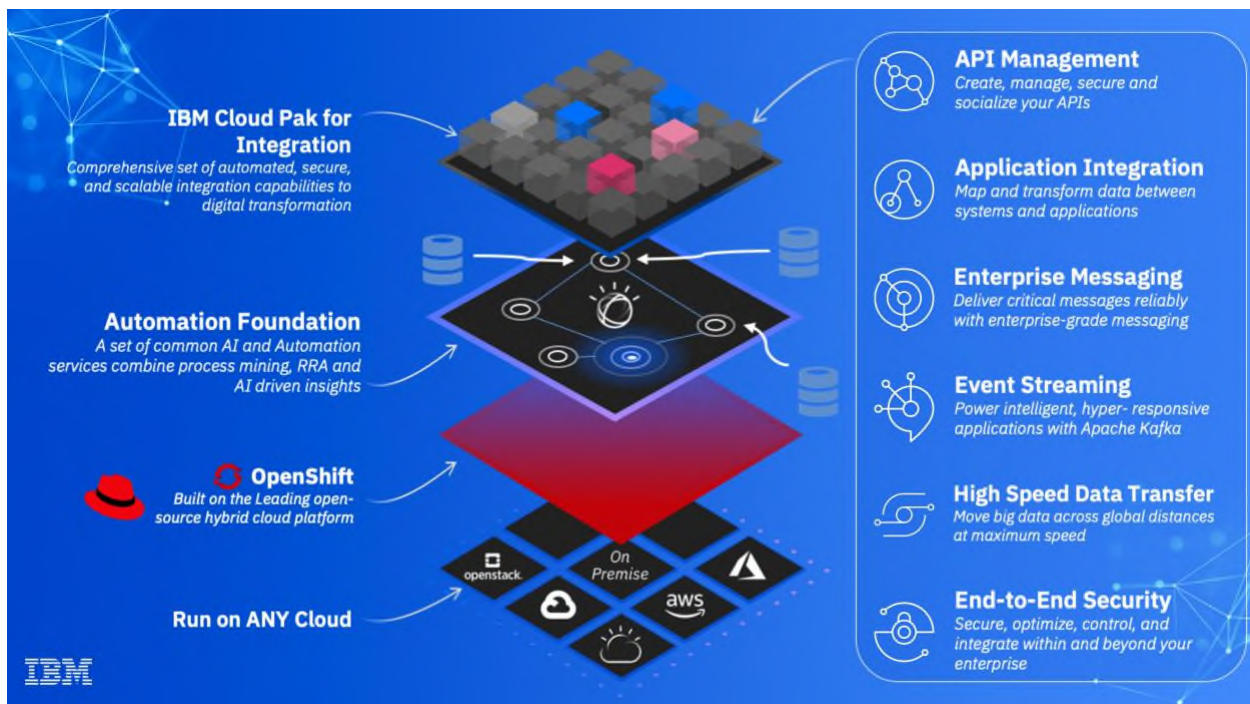 IBM Cloud Pak for
Integration
Comprehensive set of automated, secure,
and scalable integration capabilities to
digital transformation
Automation Foundation
A set of common AI and Automation
services combine process mining, RRA and
AI driven insights
OpenShift
Built on the Leading open-
source hybrid cloud platform
Run on ANY Cloud
IBM
openstack.
On
Premise
aws
API Management
Create, manage, secure and
socialize your APIs
Application Integration
Map and transform data between
systems and applications
Enterprise Messaging
Deliver critical messages reliably
with enterprise-grade messaging
Event Streaming
Power intelligent, hyper- responsive
applications with Apache Kafka
High Speed Data Transfer
Move big data across global distances
at maximum speed
End-to-End Security
Secure, optimize, control, and
integrate within and beyond your
enterprise